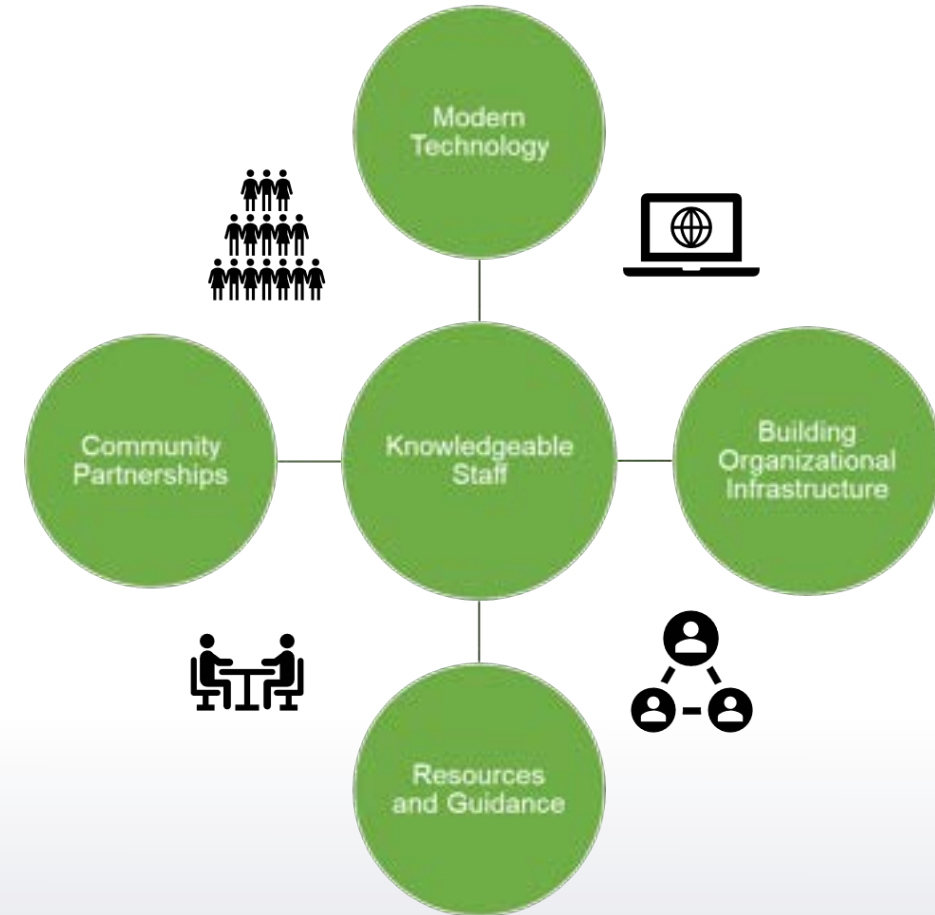 Modern
Technology
Community
Partnerships
Knowledgeable
Staff
Building
Organizational
Infrastructure
Resources
and Guidance